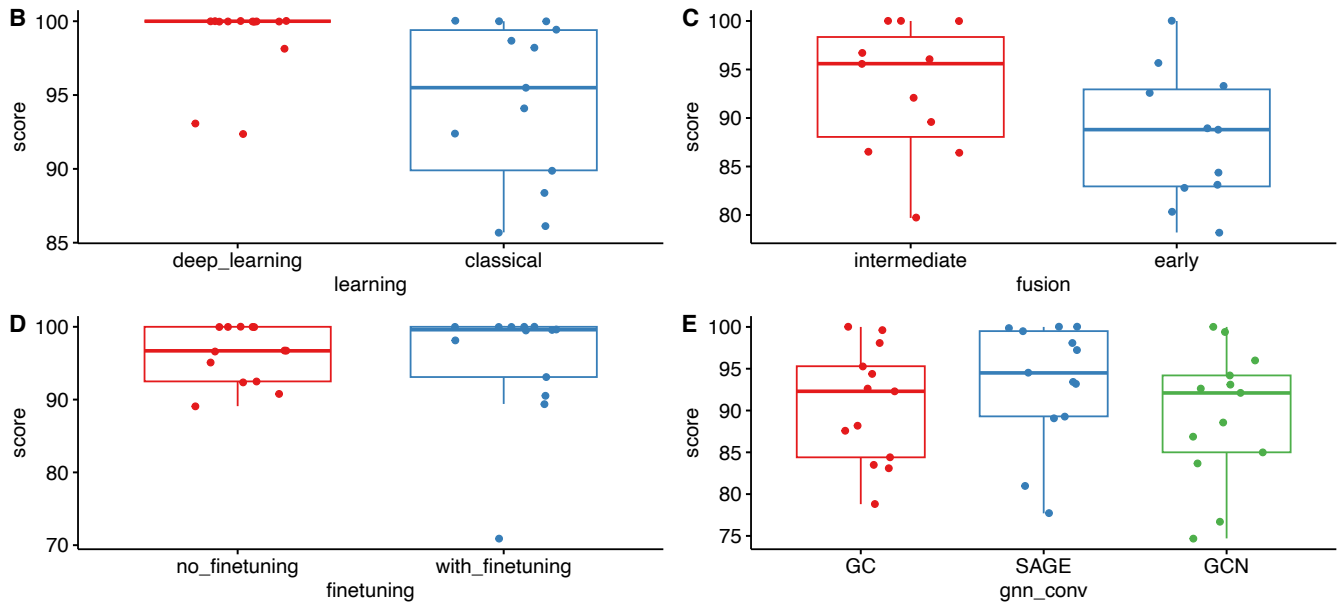 B
100
95
90
85
score
deep_learning classical
learning
C
100
95
90
85
80
score
intermediate early
fusion
D
100
90
80
70
score
no_finetuning with_finetuning
finetuning
E
100
95
90
85
80
75
score
GC SAGE GCN
gnn_conv